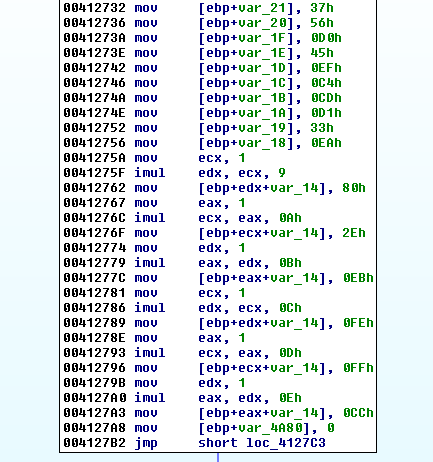 00412732 mov [ebp+var_21], 37h
00412736 mov [ebp+var_20], 56h
0041273A mov [ebp+var_1F], 0D0h
0041273E mov [ebp+var_1E], 45h
00412742 mov [ebp+var_1D], 0EFh
00412746 mov [ebp+var_1C], 0C4h
0041274A mov [ebp+var_1B], 0CDh
0041274E mov [ebp+var_1A], 0D1h
00412752 mov [ebp+var_19], 33h
00412756 mov [ebp+var_18], 0EAh
0041275A mov ecx, 1
0041275F imul edx, ecx, 9
00412762 mov [ebp+edx+var_14], 80h
00412767 mov eax, 1
0041276C imul ecx, eax, 0Ah
0041276F mov [ebp+ecx+var_14], 2Eh
00412774 mov edx, 1
00412779 imul eax, edx, 0Bh
0041277C mov [ebp+eax+var_14], 0EBh
00412781 mov ecx, 1
00412786 imul edx, ecx, 0Ch
00412789 mov [ebp+edx+var_14], 0FEh
0041278E mov eax, 1
00412793 imul ecx, eax, 0Dh
00412796 mov [ebp+ecx+var_14], 0FFh
0041279B mov edx, 1
004127A0 imul eax, edx, 0Eh
004127A3 mov [ebp+eax+var_14], 0CCh
004127A8 mov [ebp+var_4A80], 0
004127B2 jmp short loc_4127C3